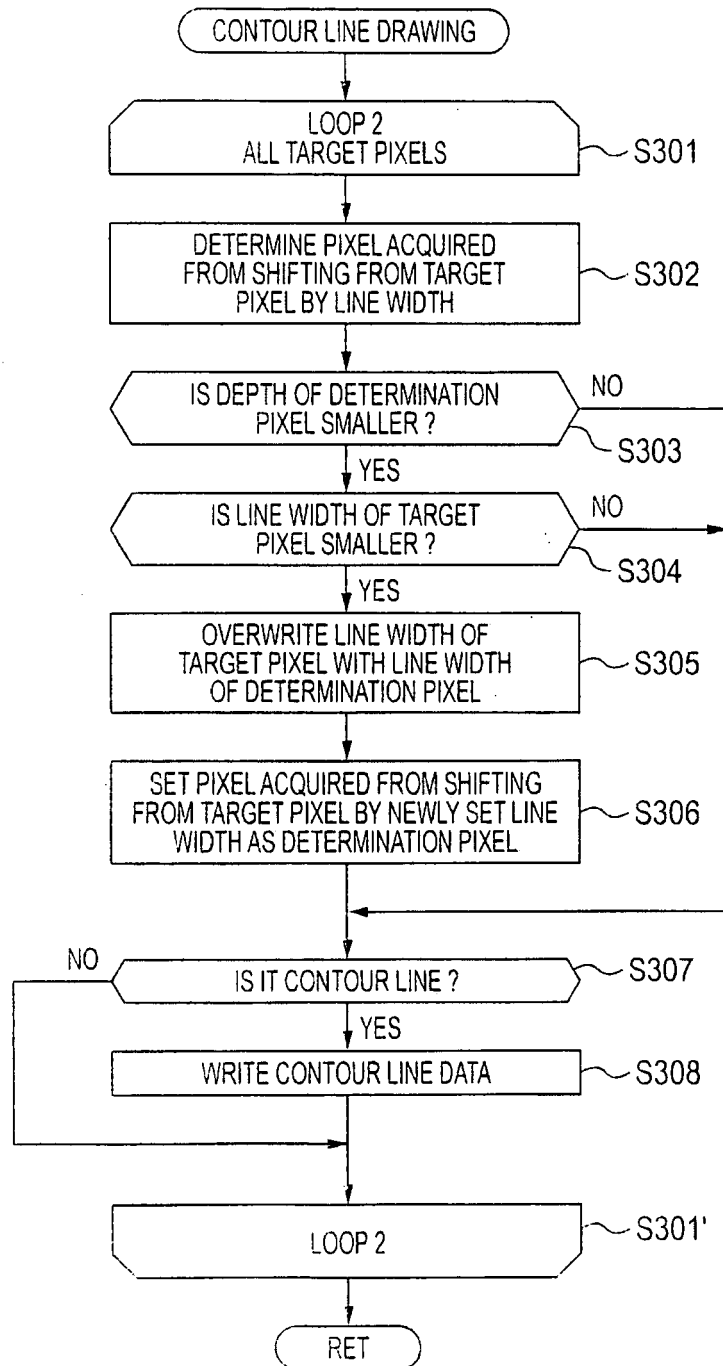 CONTOUR LINE DRAWING
LOOP 2
ALL TARGET PIXELS
S301
DETERMINE PIXEL ACQUIRED
FROM SHIFTING FROM TARGET
PIXEL BY LINE WIDTH
S302
IS DEPTH OF DETERMINATION
PIXEL SMALLER ?
NO
S303
YES
IS LINE WIDTH OF TARGET
PIXEL SMALLER ?
NO
S304
YES
OVERWRITE LINE WIDTH OF
TARGET PIXEL WITH LINE WIDTH
OF DETERMINATION PIXEL
S305
SET PIXEL ACQUIRED FROM SHIFTING
FROM TARGET PIXEL BY NEWLY SET LINE
WIDTH AS DETERMINATION PIXEL
S306
NO
IS IT CONTOUR LINE ?
S307
YES
WRITE CONTOUR LINE DATA
S308
LOOP 2
S301'
RET